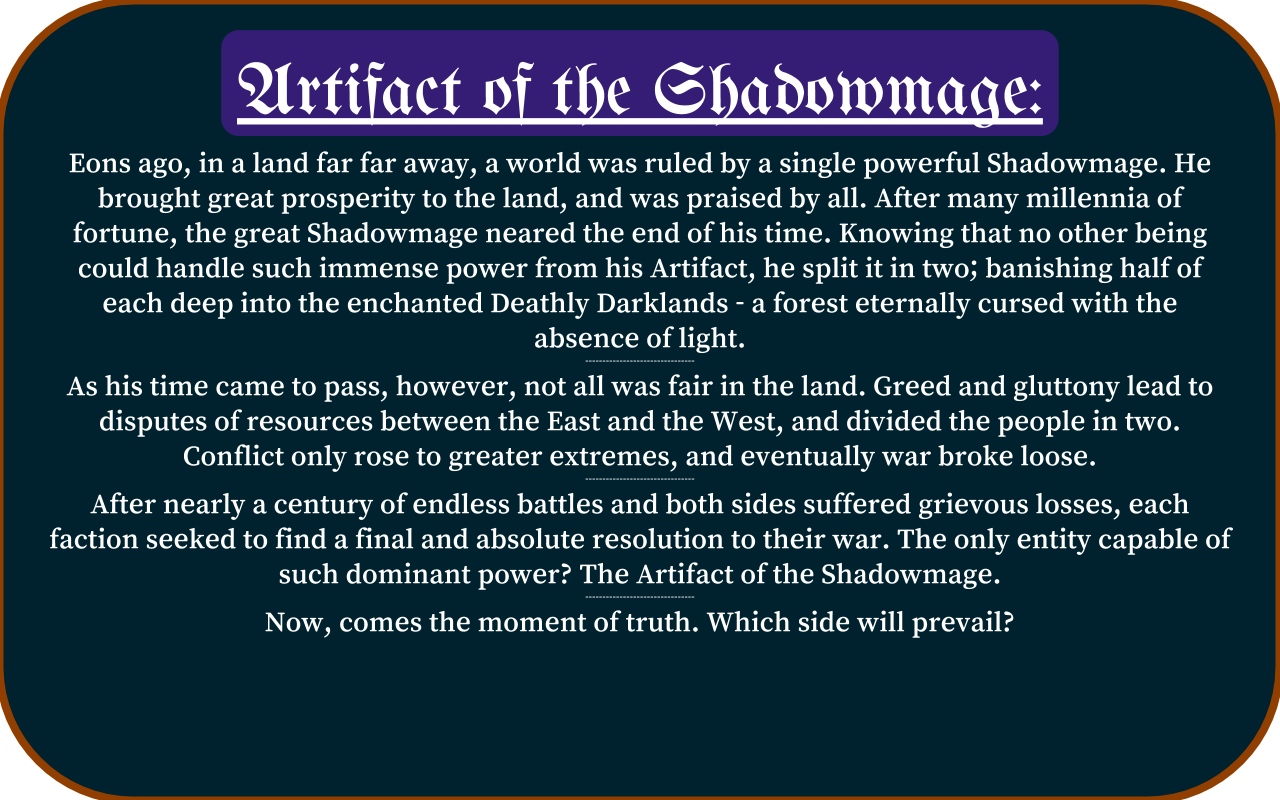 Artifact of the Shadowmage:
Eons ago, in a land far far away, a world was ruled by a single powerful Shadowmage. He
brought great prosperity to the land, and was praised by all. After many millennia of
fortune, the great Shadowmage neared the end of his time. Knowing that no other being
could handle such immense power from his Artifact, he split it in two; banishing half of
each deep into the enchanted Deathly Darklands - a forest eternally cursed with the
absence of light.
As his time came to pass, however, not all was fair in the land. Greed and gluttony lead to
disputes of resources between the East and the West, and divided the people in two.
Conflict only rose to greater extremes, and eventually war broke loose.
After nearly a century of endless battles and both sides suffered grievous losses, each
faction seeked to find a final and absolute resolution to their war. The only entity capable of
such dominant power? The Artifact of the Shadowmage.
Now, comes the moment of truth. Which side will prevail?